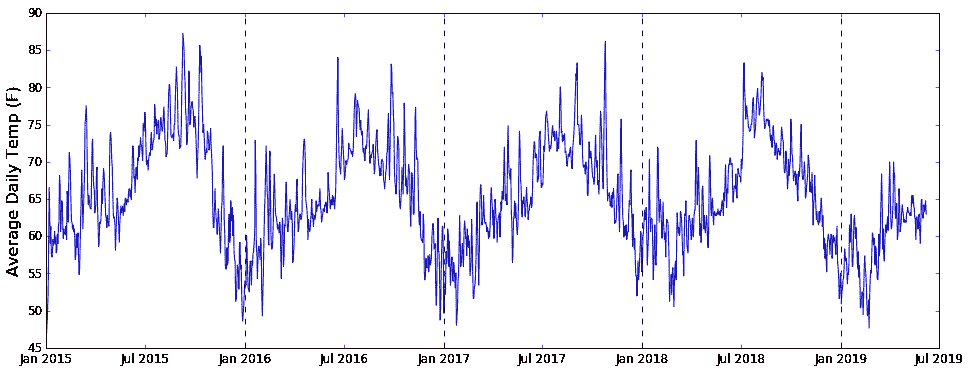 90
85
80
75
70
65
60
55
50
45
Average Daily Temp (F)
Jan 2015
Jul 2015
Jan 2016
Jul 2016
Jan 2017
Jul 2017
Jan 2018
Jul 2018
Jan 2019
Jul 2019